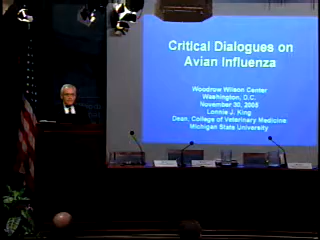 Critical Dialogues on
Avian Influenza
Woodrow Wilson Center
Washington, D.C.
November 30, 2005
Lonnie J. King
Dean, College of Veterinary Medicine
Michigan State University